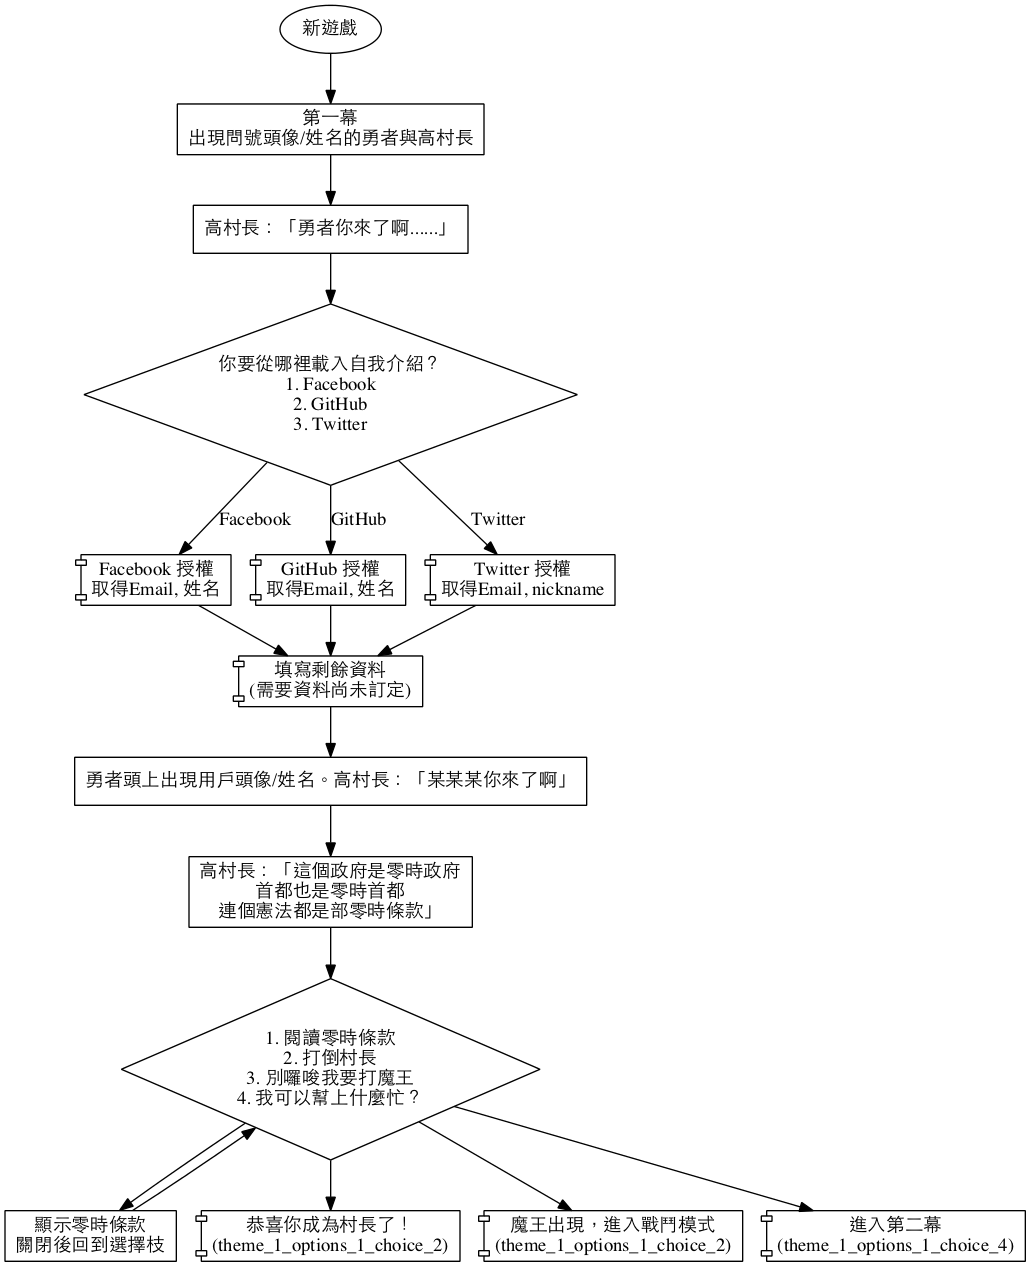 新遊戲
第一幕
出現問號頭像/姓名的勇者與高村長
高村長：「勇者你來了啊......」
你要從哪裡載入自我介紹？
1. Facebook
2. GitHub
3. Twitter
Facebook
GitHub
Twitter
Facebook 授權
取得Email, 姓名
GitHub 授權
取得Email, 姓名
Twitter 授權
取得Email, nickname
填寫剩餘資料
(需要資料尚未訂定)
勇者頭上出現用戶頭像/姓名。高村長：「某某某你來了啊」
高村長：「這個政府是零時政府
首都也是零時首都
連個憲法都是部零時條款」
1. 閱讀零時條款
2. 打倒村長
3. 別囉唆我要打魔王
4. 我可以幫上什麼忙？
顯示零時條款
關閉後回到選擇枝
恭喜你成為村長了！
(theme_1_options_1_choice_2)
魔王出現，進入戰鬥模式
(theme_1_options_1_choice_2)
進入第二幕
(theme_1_options_1_choice_4)